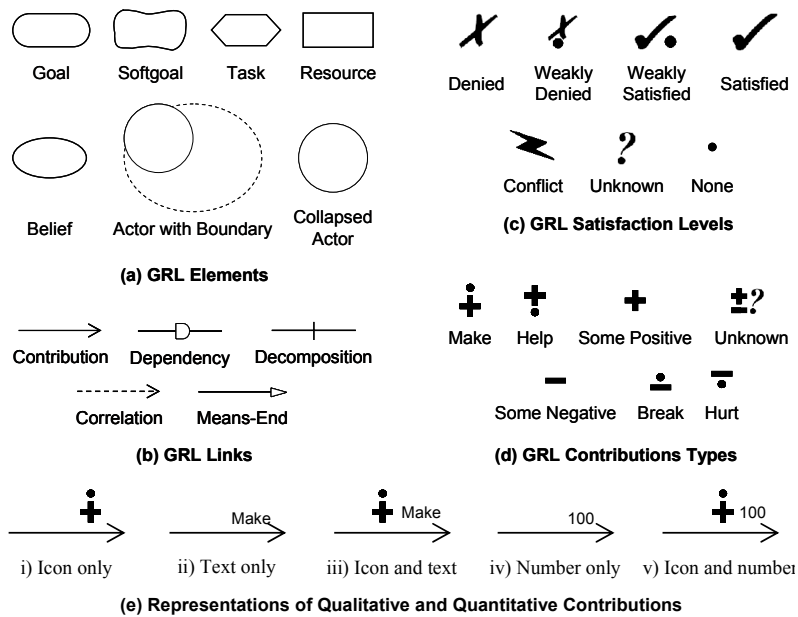 Goal Softgoal Task Resource
Belief Actor with Boundary Collapsed Actor
(a) GRL Elements
Contribution Dependency Decomposition
Correlation Means-End
(b) GRL Links
Denied Weakly Denied Weakly Satisfied Satisfied
Conflict Unknown None
(c) GRL Satisfaction Levels
?
Make Help Some Positive Unknown
?
Some Negative Break Hurt
(d) GRL Contributions Types
Make Make 100 100
i) Icon only ii) Text only iii) Icon and text iv) Number only v) Icon and number
(e) Representations of Qualitative and Quantitative Contributions